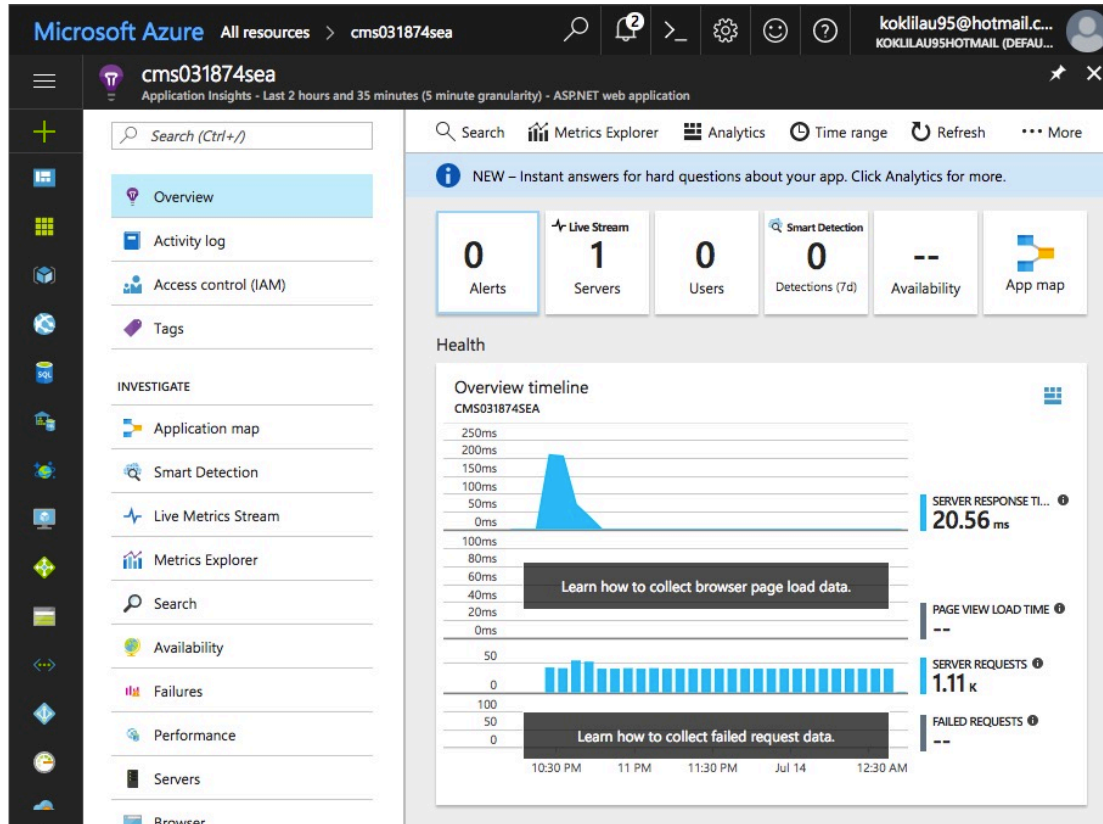 Microsoft Azure All resources > cms031874sea
2
koklilau95@hotmail.c...
KOKLILAU95HOTMAIL (DEFAU...
cms031874sea
Application Insights - Last 2 hours and 35 minutes (5 minute granularity) - ASP.NET web application
Search (Ctrl+/)
Overview
Activity log
Access control (IAM)
Tags
INVESTIGATE
Application map
Smart Detection
Live Metrics Stream
Metrics Explorer
Search
Availability
Failures
Performance
Servers
Browser
SQL
Search Metrics Explorer Analytics Time range Refresh ... More
NEW – Instant answers for hard questions about your app. Click Analytics for more.
0
Alerts
Live Stream
1
Servers
0
Users
Smart Detection
0
Detections (7d)
--
Availability
App map
Health
Overview timeline
CMS031874SEA
250ms
200ms
150ms
100ms
50ms
0ms
SERVER RESPONSE TI...
20.56 ms
100ms
80ms
60ms
40ms
20ms
0ms
Learn how to collect browser page load data.
PAGE VIEW LOAD TIME
--
50
0
SERVER REQUESTS
1.11 K
100
50
0
Learn how to collect failed request data.
FAILED REQUESTS
--
10:30 PM 11 PM 11:30 PM Jul 14 12:30 AM